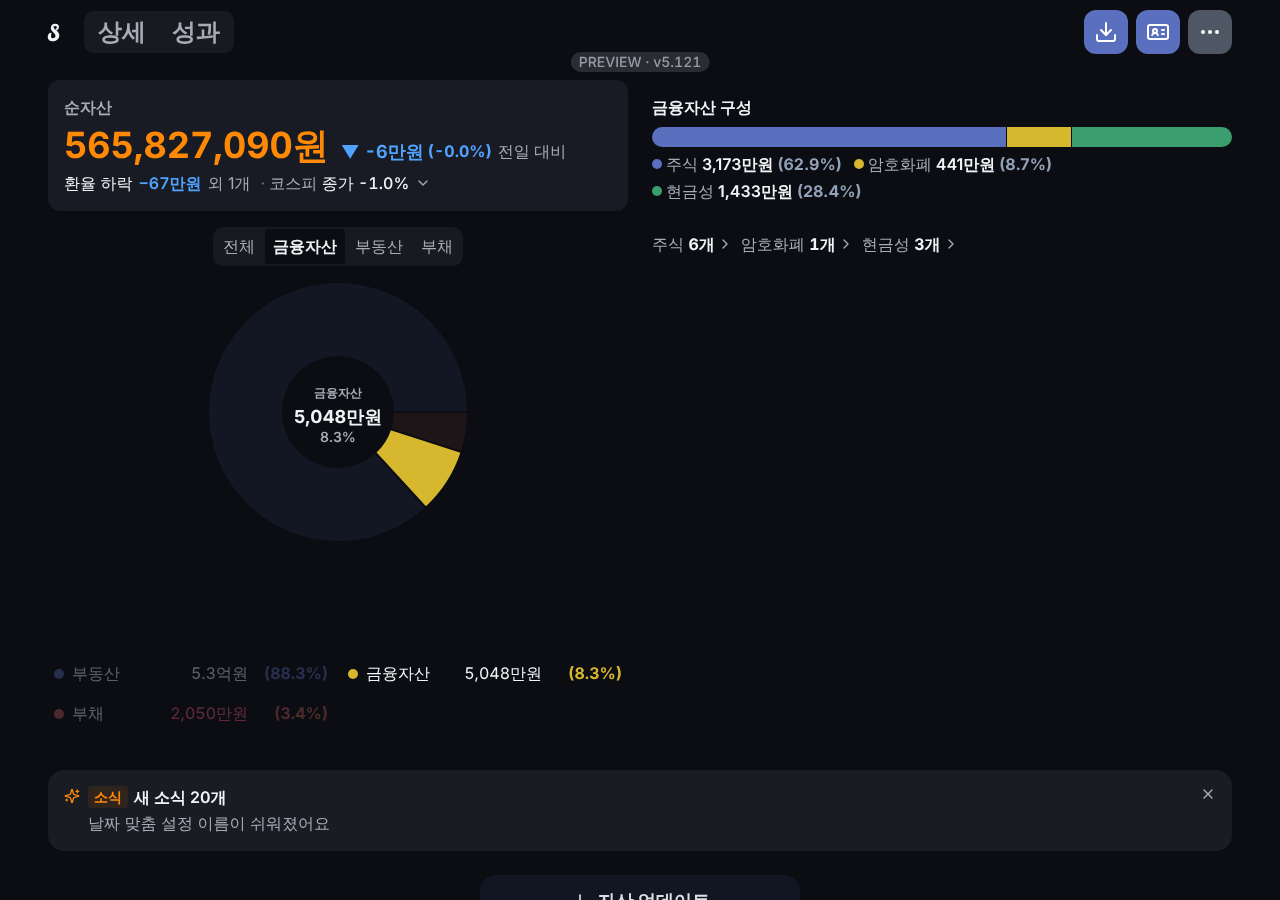 S 상세 성과
PREVIEW · v5.121
순자산
565,827,090원 ▼ -6만원 (-0.0%) 전일 대비
환율 하락 −67만원 외 1개 · 코스피 종가 -1.0%
전체 금융자산 부동산 부채
금융자산
5,048만원
8.3%
부동산 5.3억원 (88.3%) 금융자산 5,048만원 (8.3%)
부채 2,050만원 (3.4%)
금융자산 구성
주식 3,173만원 (62.9%) 암호화폐 441만원 (8.7%)
현금성 1,433만원 (28.4%)
주식 6개 암호화폐 1개 현금성 3개
소식 새 소식 20개
날짜 맞춤 설정 이름이 쉬워졌어요
자산 업데이트